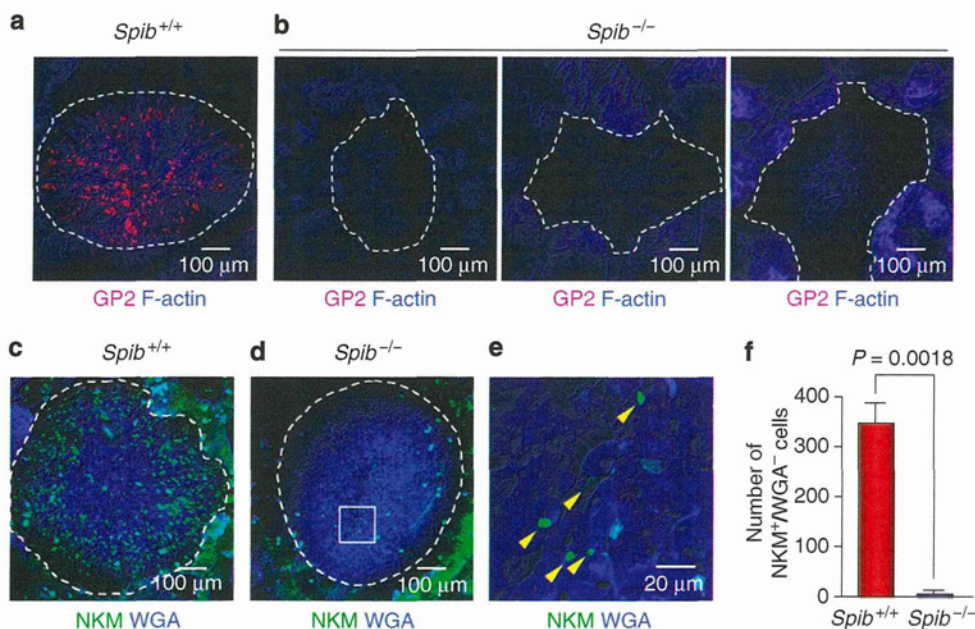 a
Spib+/+
b
Spib−/−
100 μm
100 μm
100 μm
100 μm
GP2 F-actin
GP2 F-actin
GP2 F-actin
GP2 F-actin
c
Spib+/+
d
Spib−/−
e
100 μm
100 μm
20 μm
NKM WGA
NKM WGA
NKM WGA
f
P = 0.0018
Number of
NKM+/WGA− cells
400
300
200
100
0
Spib+/+ Spib−/−